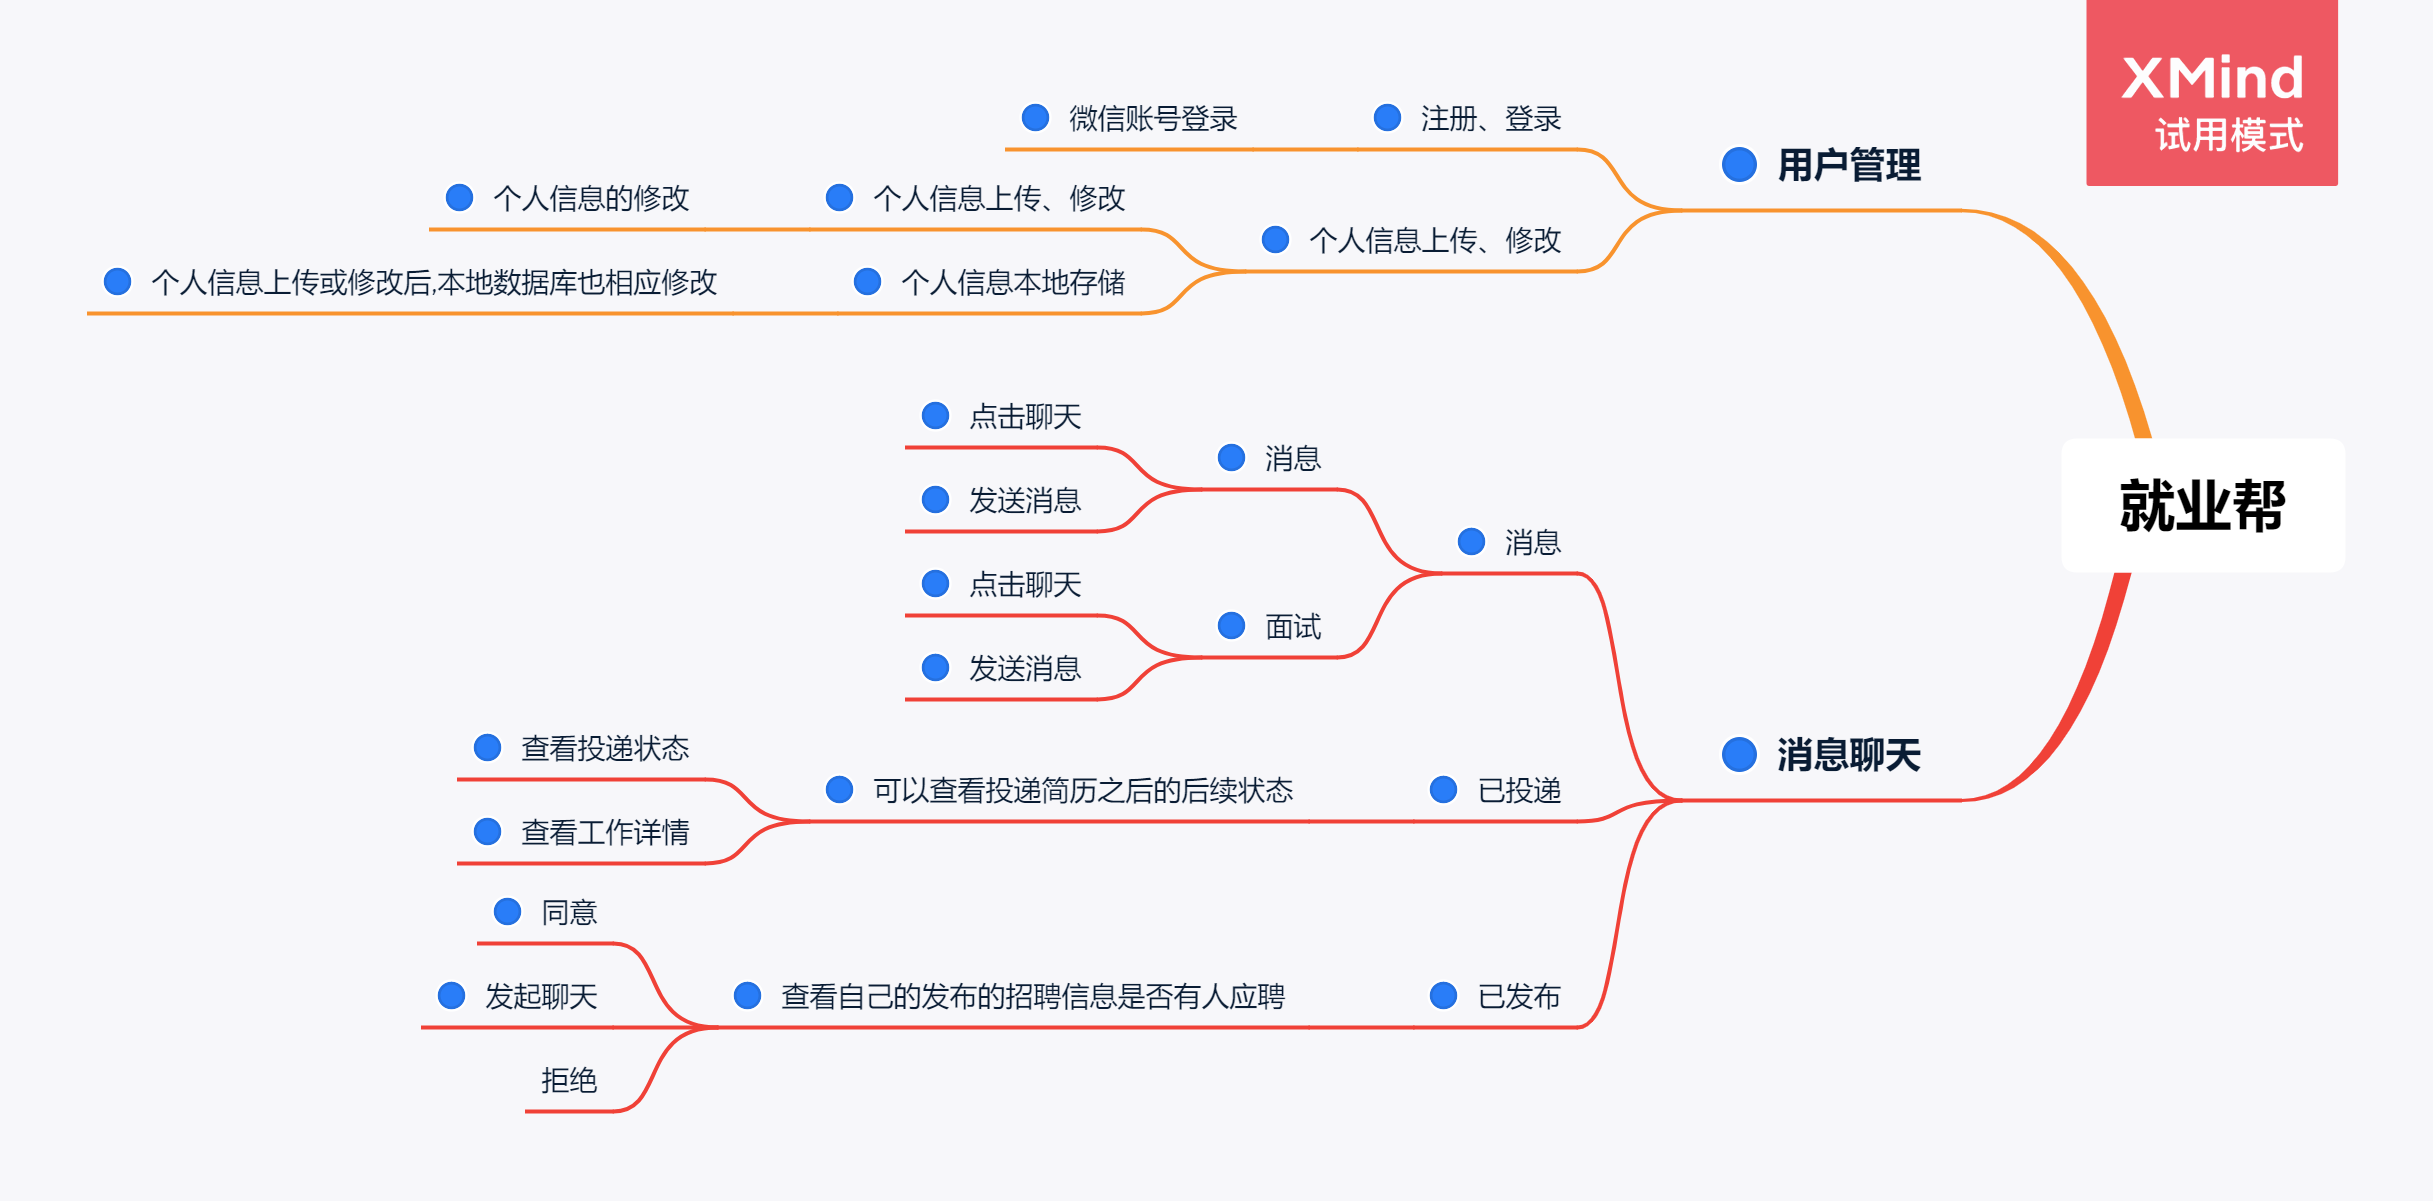 XMind
试用模式
就业帮
用户管理
注册、登录
微信账号登录
个人信息上传、修改
个人信息上传、修改
个人信息的修改
个人信息本地存储
个人信息上传或修改后,本地数据库也相应修改
消息聊天
消息
消息
点击聊天
发送消息
面试
点击聊天
发送消息
已投递
可以查看投递简历之后的后续状态
查看投递状态
查看工作详情
已发布
查看自己的发布的招聘信息是否有人应聘
同意
发起聊天
拒绝